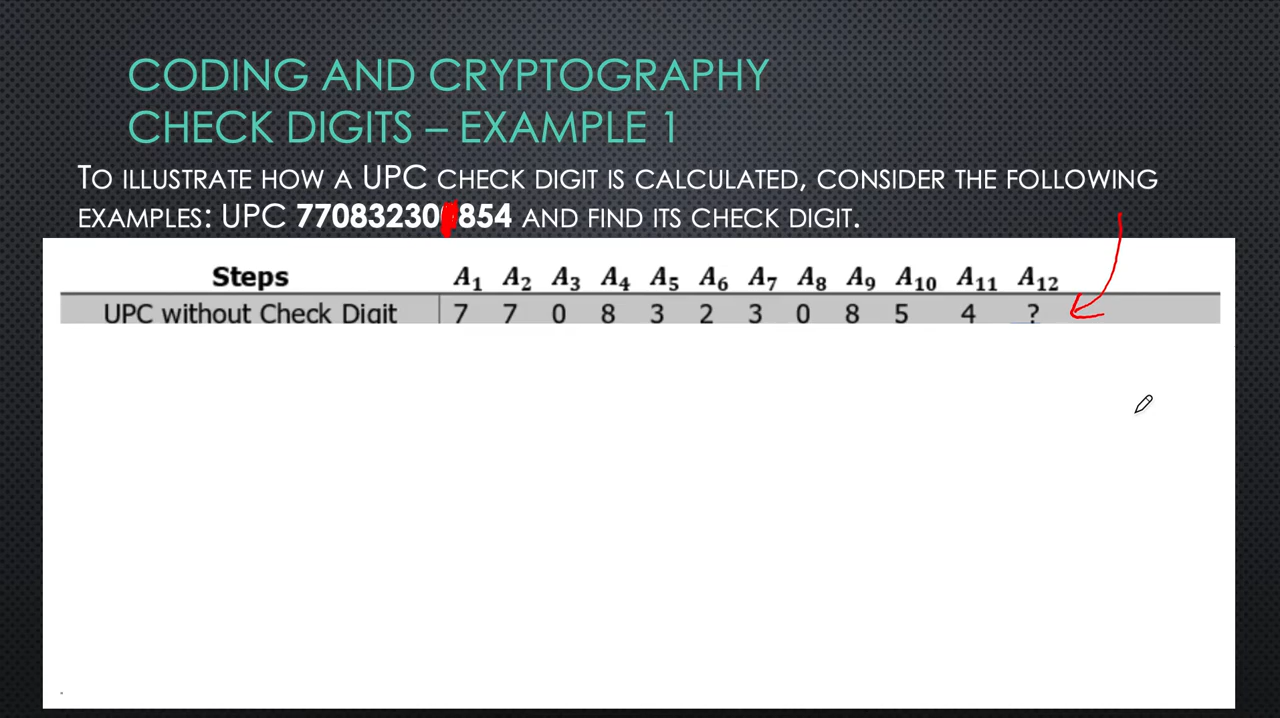 CODING AND CRYPTOGRAPHY
CHECK DIGITS – EXAMPLE 1
TO ILLUSTRATE HOW A UPC CHECK DIGIT IS CALCULATED, CONSIDER THE FOLLOWING
EXAMPLES: UPC 770832300854 AND FIND ITS CHECK DIGIT.
Steps A₁ A₂ A₃ A₄ A₅ A₆ A₇ A₈ A₉ A₁₀ A₁₁ A₁₂
UPC without Check Digit 7 7 0 8 3 2 3 0 8 5 4 ?